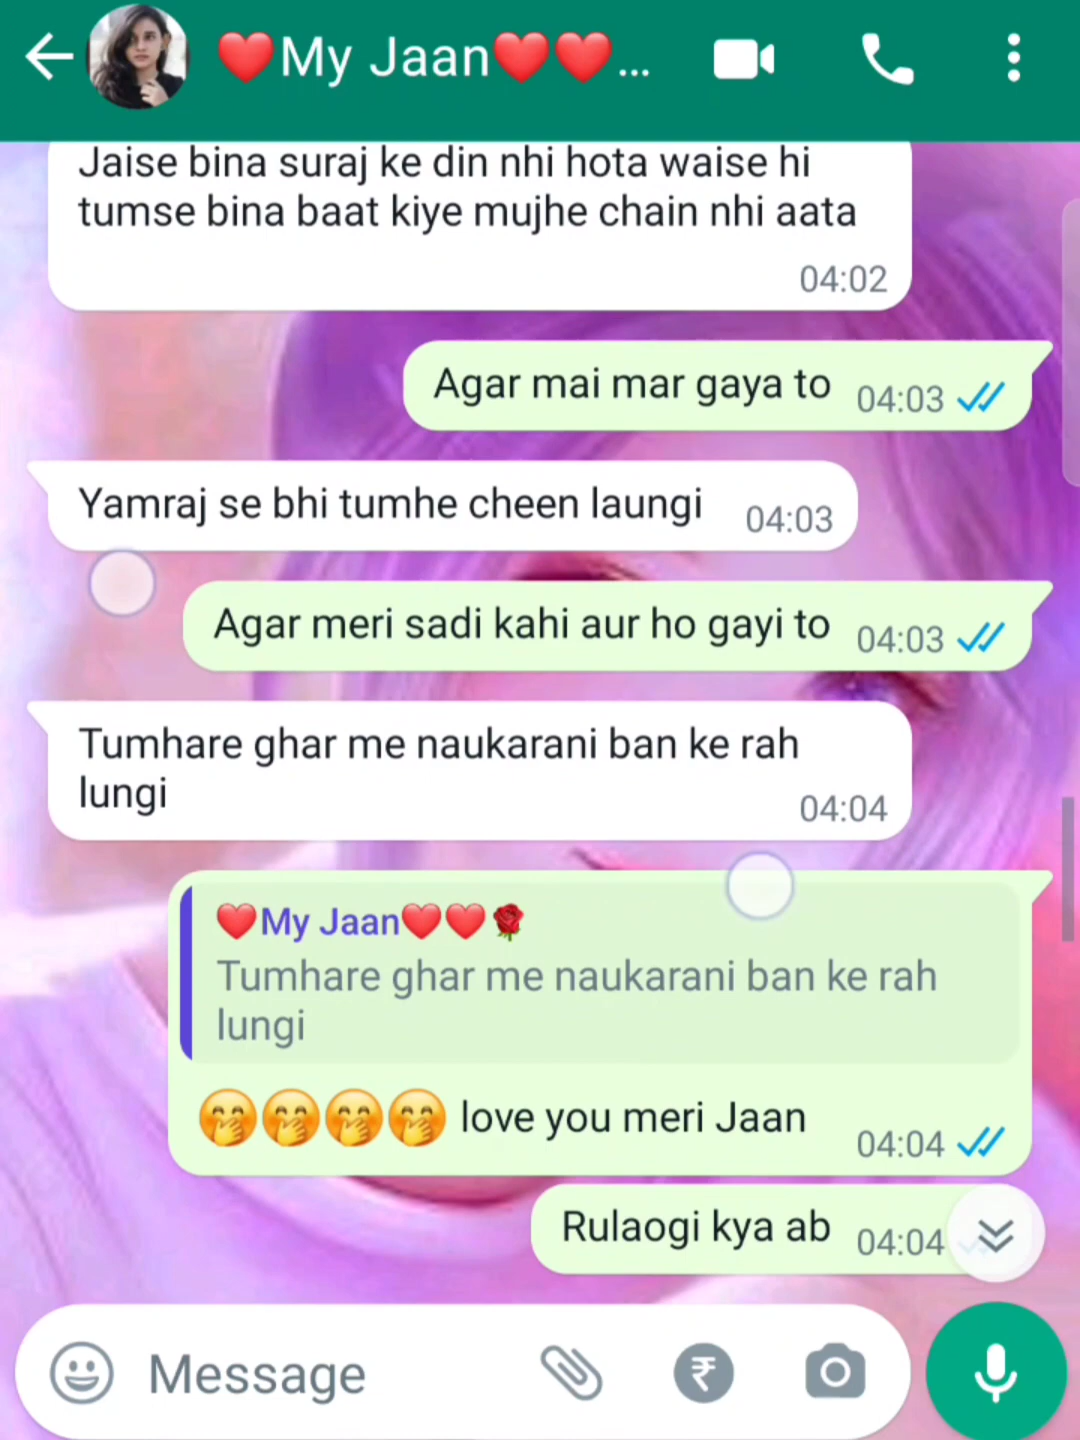 ❤️My Jaan❤️❤️...
Jaise bina suraj ke din nhi hota waise hi
tumse bina baat kiye mujhe chain nhi aata
04:02
Agar mai mar gaya to 04:03
Yamraj se bhi tumhe cheen laungi 04:03
Agar meri sadi kahi aur ho gayi to 04:03
Tumhare ghar me naukarani ban ke rah
lungi
04:04
❤️My Jaan❤️❤️🌹
Tumhare ghar me naukarani ban ke rah
lungi
🤭🤭🤭🤭 love you meri Jaan 04:04
Rulaogi kya ab 04:04
Message